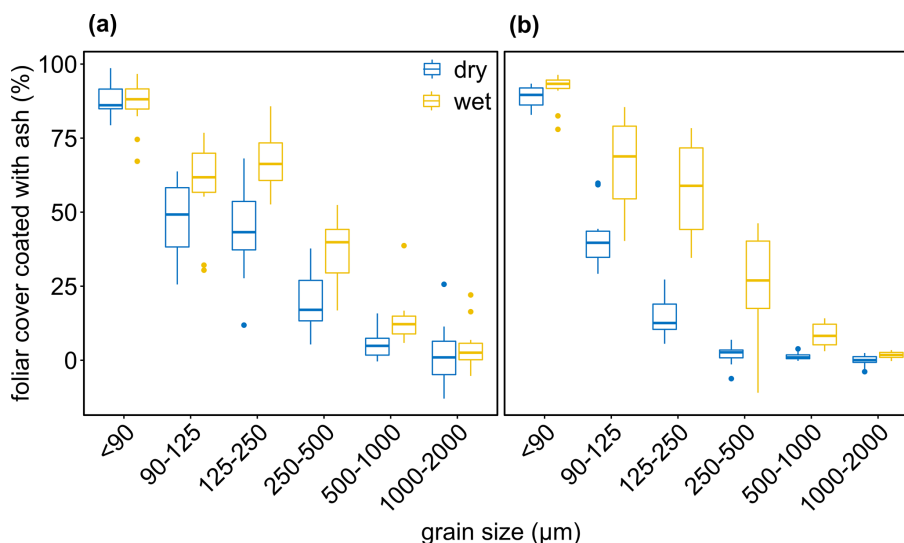 (a)
(b)
foliar cover coated with ash (%)
100
75
50
25
0
dry
wet
<90
90-125
125-250
250-500
500-1000
1000-2000
<90
90-125
125-250
250-500
500-1000
1000-2000
grain size (μm)